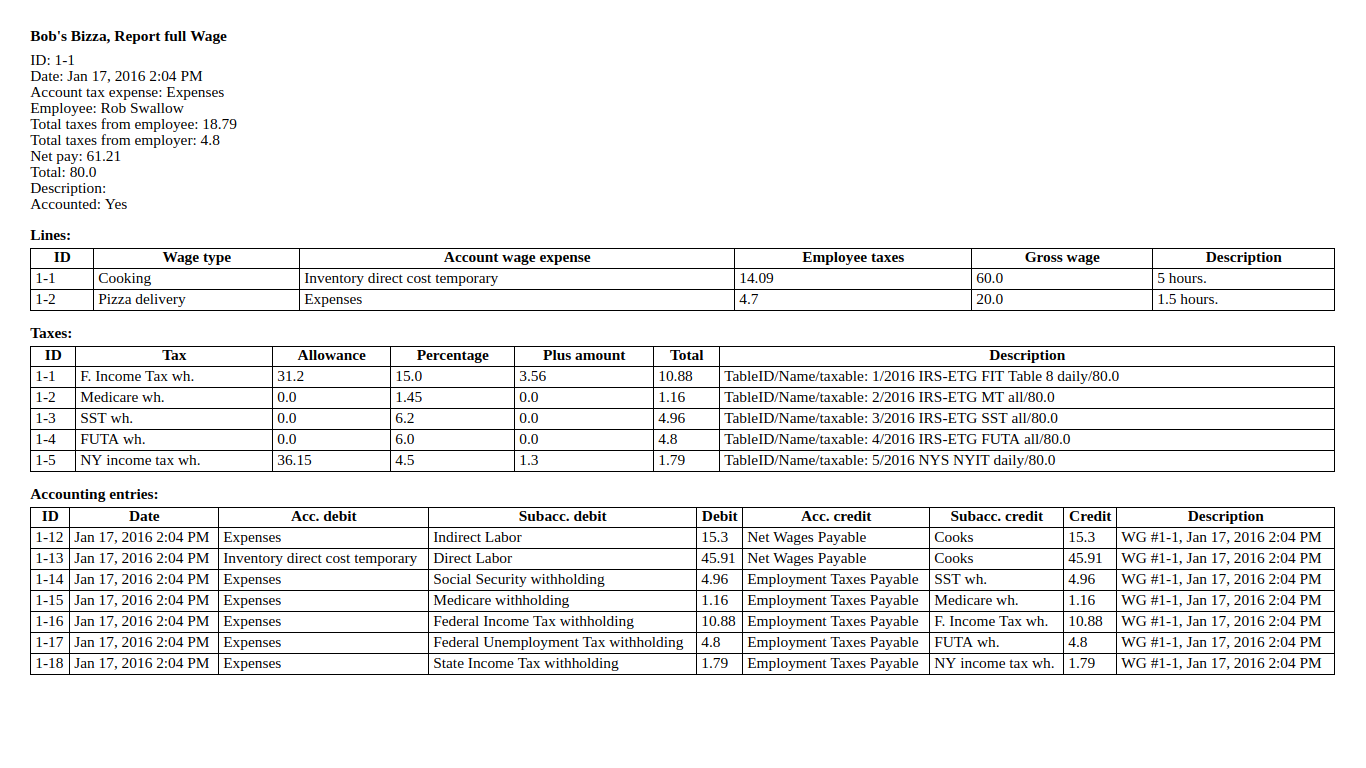 Bob's Bizza, Report full Wage
ID: 1-1
Date: Jan 17, 2016 2:04 PM
Account tax expense: Expenses
Employee: Rob Swallow
Total taxes from employee: 18.79
Total taxes from employer: 4.8
Net pay: 61.21
Total: 80.0
Description:
Accounted: Yes
Lines:
ID Wage type Account wage expense Employee taxes Gross wage Description
1-1 Cooking Inventory direct cost temporary 14.09 60.0 5 hours.
1-2 Pizza delivery Expenses 4.7 20.0 1.5 hours.
Taxes:
ID Tax Allowance Percentage Plus amount Total Description
1-1 F. Income Tax wh. 31.2 15.0 3.56 10.88 TableID/Name/taxable: 1/2016 IRS-ETG FIT Table 8 daily/80.0
1-2 Medicare wh. 0.0 1.45 0.0 1.16 TableID/Name/taxable: 2/2016 IRS-ETG MT all/80.0
1-3 SST wh. 0.0 6.2 0.0 4.96 TableID/Name/taxable: 3/2016 IRS-ETG SST all/80.0
1-4 FUTA wh. 0.0 6.0 0.0 4.8 TableID/Name/taxable: 4/2016 IRS-ETG FUTA all/80.0
1-5 NY income tax wh. 36.15 4.5 1.3 1.79 TableID/Name/taxable: 5/2016 NYS NYIT daily/80.0
Accounting entries:
ID Date Acc. debit Subacc. debit Debit Acc. credit Subacc. credit Credit Description
1-12 Jan 17, 2016 2:04 PM Expenses Indirect Labor 15.3 Net Wages Payable Cooks 15.3 WG #1-1, Jan 17, 2016 2:04 PM
1-13 Jan 17, 2016 2:04 PM Inventory direct cost temporary Direct Labor 45.91 Net Wages Payable Cooks 45.91 WG #1-1, Jan 17, 2016 2:04 PM
1-14 Jan 17, 2016 2:04 PM Expenses Social Security withholding 4.96 Employment Taxes Payable SST wh. 4.96 WG #1-1, Jan 17, 2016 2:04 PM
1-15 Jan 17, 2016 2:04 PM Expenses Medicare withholding 1.16 Employment Taxes Payable Medicare wh. 1.16 WG #1-1, Jan 17, 2016 2:04 PM
1-16 Jan 17, 2016 2:04 PM Expenses Federal Income Tax withholding 10.88 Employment Taxes Payable F. Income Tax wh. 10.88 WG #1-1, Jan 17, 2016 2:04 PM
1-17 Jan 17, 2016 2:04 PM Expenses Federal Unemployment Tax withholding 4.8 Employment Taxes Payable FUTA wh. 4.8 WG #1-1, Jan 17, 2016 2:04 PM
1-18 Jan 17, 2016 2:04 PM Expenses State Income Tax withholding 1.79 Employment Taxes Payable NY income tax wh. 1.79 WG #1-1, Jan 17, 2016 2:04 PM